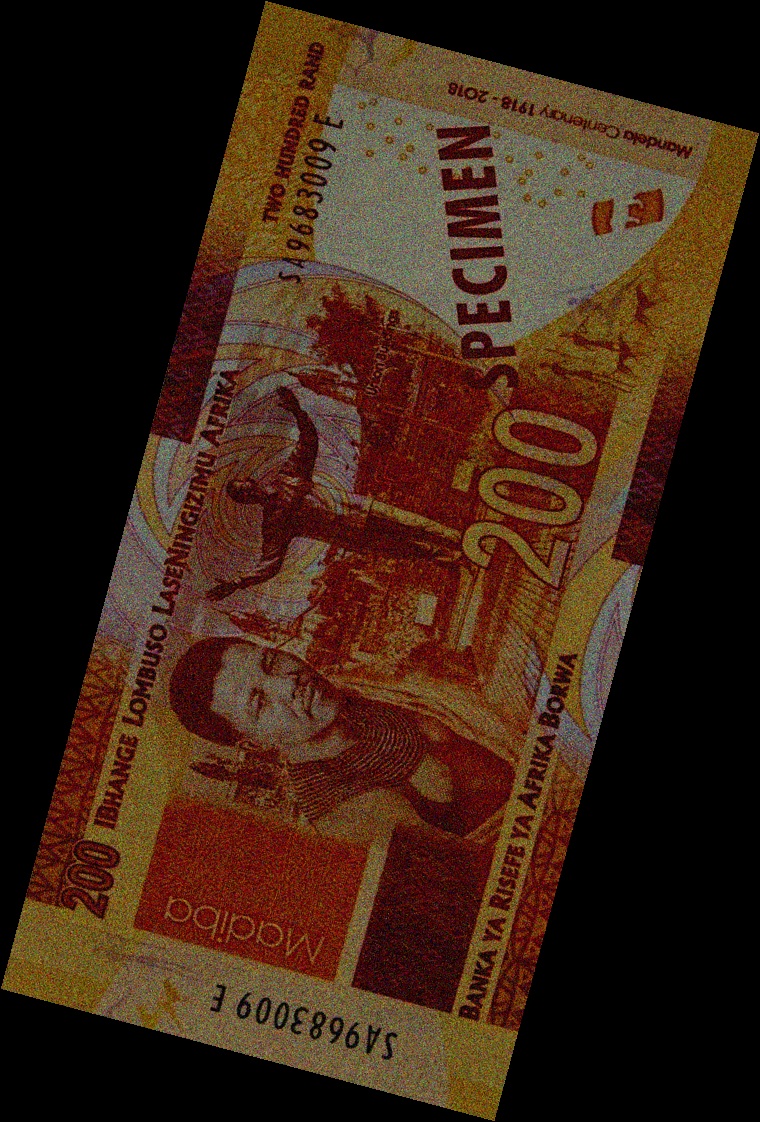 IBHANGE LOMBUSO LASENINGIZIMU AFRIKA
TWO HUNDRED RAND
200
SA9683009 E
Mandela Centenary 1918 - 2018
SPECIMEN
200
Madiba
BANKA YA RISEFE YA AFRIKA BORWA
SA9683009 E